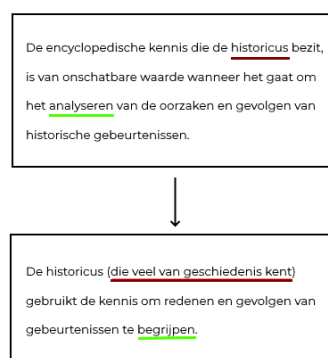 De encyclopedische kennis die de historicus bezit,
is van onschatbare waarde wanneer het gaat om
het analyseren van de oorzaken en gevolgen van
historische gebeurtenissen.
De historicus (die veel van geschiedenis kent)
gebruikt de kennis om redenen en gevolgen van
gebeurtenissen te begrijpen.